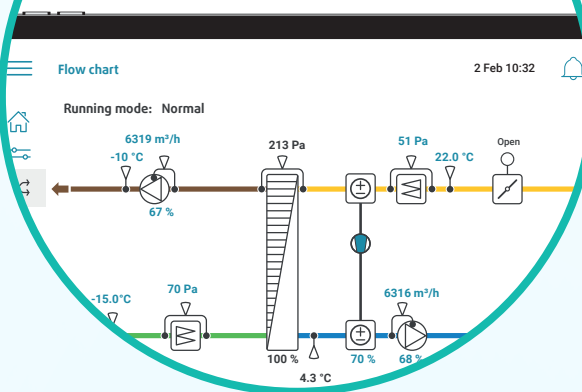 Flow chart
2 Feb 10:32
Running mode: Normal
6319 m³/h
-10 °C
67 %
213 Pa
51 Pa
22.0 °C
Open
-15.0°C
70 Pa
100 %
4.3 °C
6316 m³/h
70 %
68 %